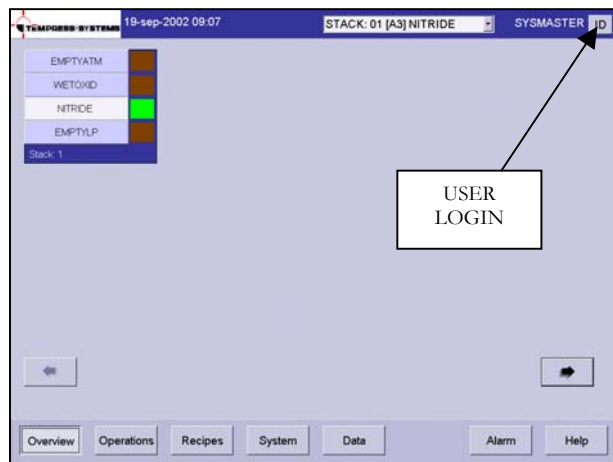 TEMPRESS-SYSTEMS 19-sep-2002 09:07 STACK: 01 [A3] NITRIDE SYSMASTER ID
EMPTYATM
WETOXID
NITRIDE
EMPTYLP
Stack: 1
USER
LOGIN
Overview Operations Recipes System Data Alarm Help